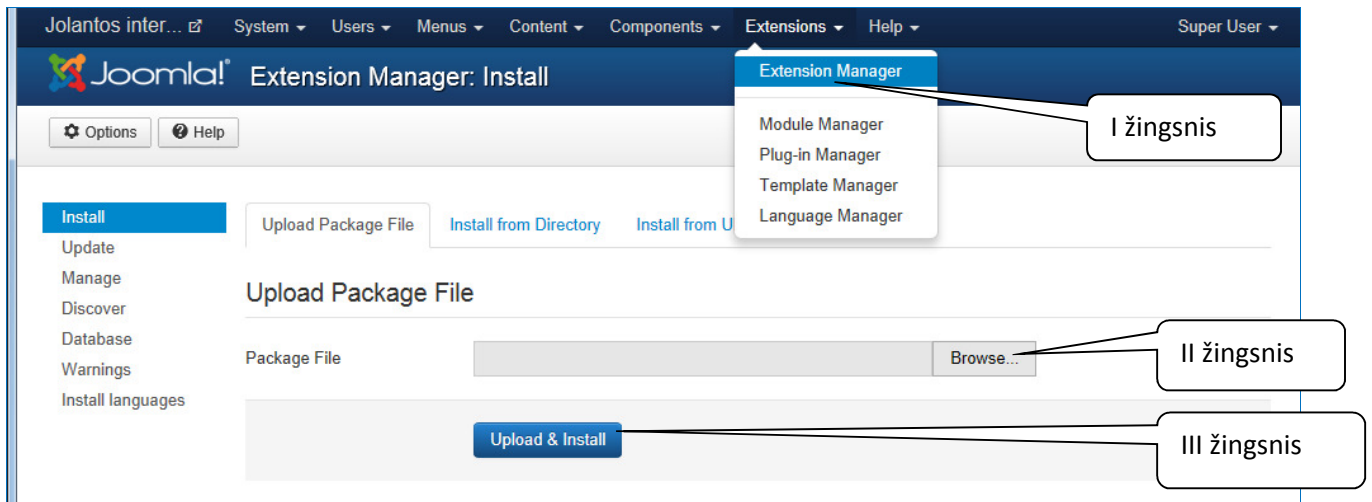 Jolantos inter... System Users Menus Content Components Extensions Help Super User
Joomla!® Extension Manager: Install
Extension Manager
I žingsnis
Options Help
Module Manager
Plug-in Manager
Template Manager
Language Manager
Install
Update
Manage
Discover
Database
Warnings
Install languages
Upload Package File Install from Directory Install from U
Upload Package File
Package File Browse...
II žingsnis
Upload & Install
III žingsnis